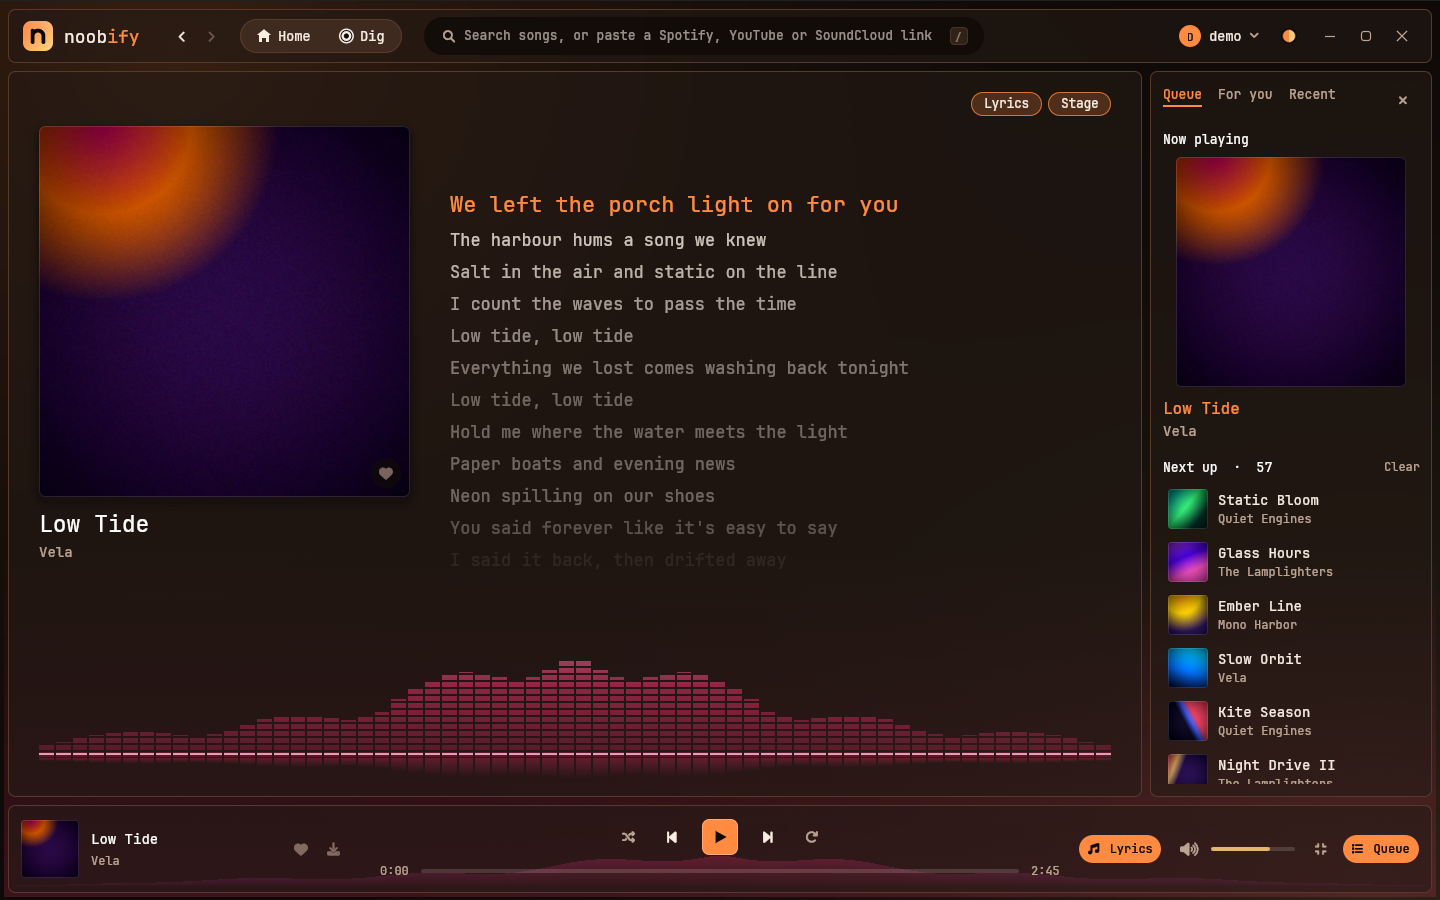 n noobify
Home
Dig
Search songs, or paste a Spotify, YouTube or SoundCloud link /
D demo
Lyrics
Stage
We left the porch light on for you
The harbour hums a song we knew
Salt in the air and static on the line
I count the waves to pass the time
Low tide, low tide
Everything we lost comes washing back tonight
Low tide, low tide
Hold me where the water meets the light
Paper boats and evening news
Neon spilling on our shoes
You said forever like it's easy to say
I said it back, then drifted away
Low Tide
Vela
Queue For you Recent
Now playing
Low Tide
Vela
Next up · 57 Clear
Static Bloom
Quiet Engines
Glass Hours
The Lamplighters
Ember Line
Mono Harbor
Slow Orbit
Vela
Kite Season
Quiet Engines
Night Drive II
The Lamplighters
Low Tide
Vela
0:00
2:45
Lyrics
Queue